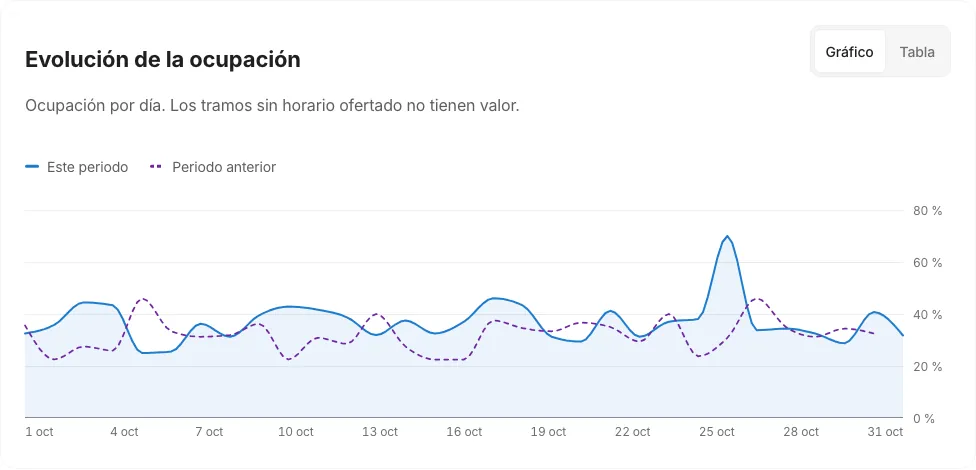 Evolución de la ocupación
Gráfico
Tabla
Ocupación por día. Los tramos sin horario ofertado no tienen valor.
Este periodo
Periodo anterior
80 %
60 %
40 %
20 %
0 %
1 oct
4 oct
7 oct
10 oct
13 oct
16 oct
19 oct
22 oct
25 oct
28 oct
31 oct